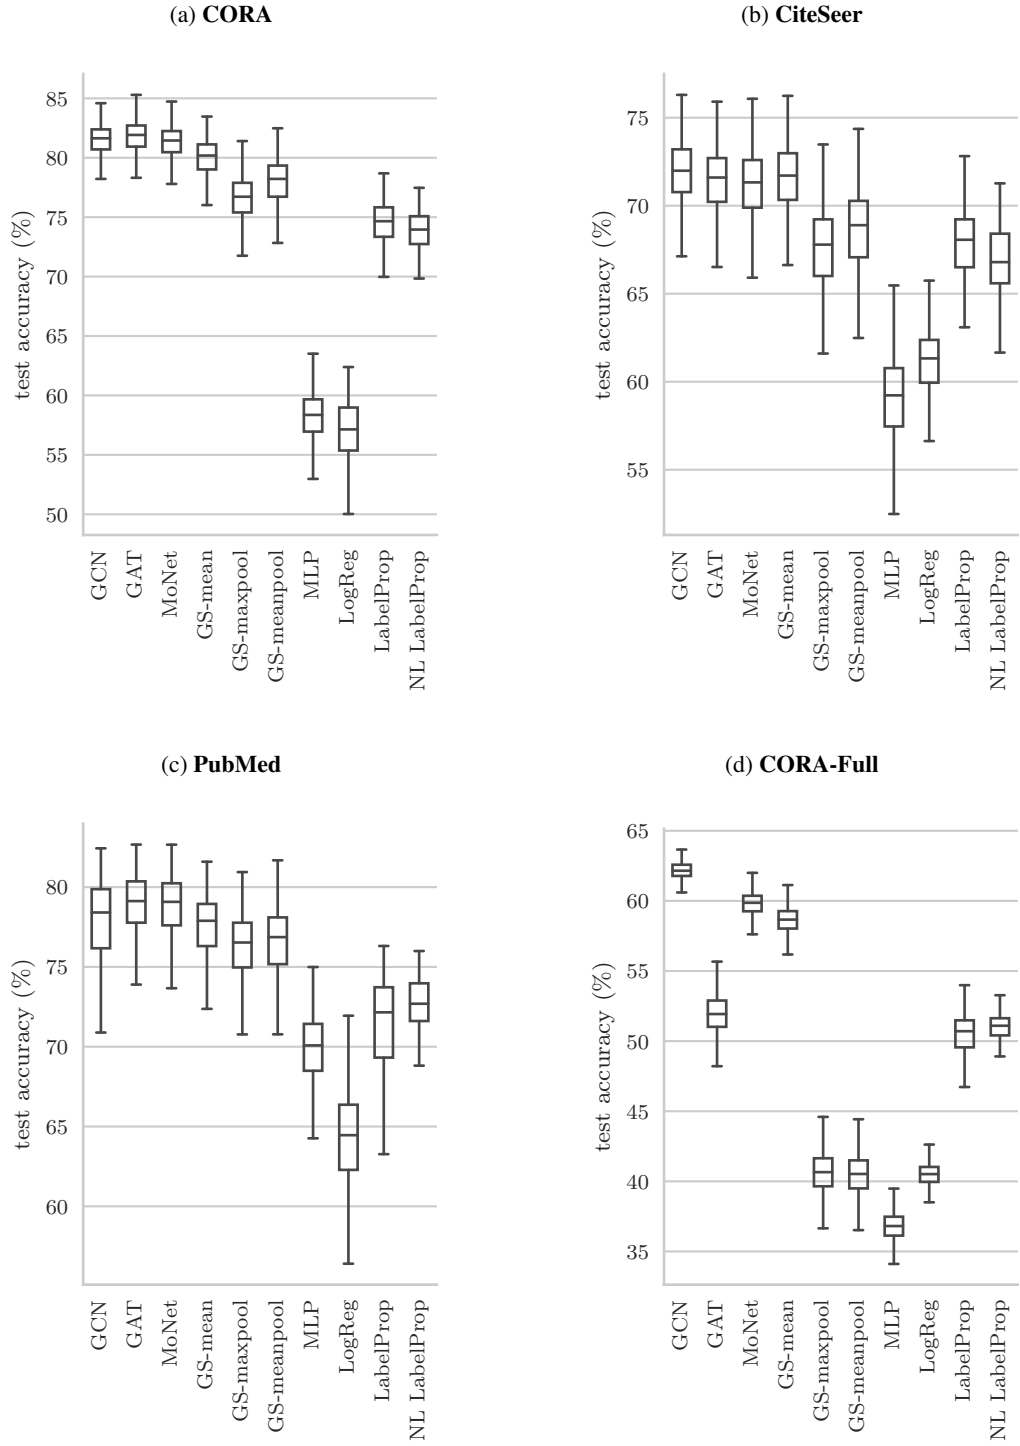 (a) CORA
test accuracy (%)
85
80
75
70
65
60
55
50
GCN
GAT
MoNet
GS-mean
GS-maxpool
GS-meanpool
MLP
LogReg
LabelProp
NL LabelProp
(b) CiteSeer
test accuracy (%)
75
70
65
60
55
GCN
GAT
MoNet
GS-mean
GS-maxpool
GS-meanpool
MLP
LogReg
LabelProp
NL LabelProp
(c) PubMed
test accuracy (%)
80
75
70
65
60
GCN
GAT
MoNet
GS-mean
GS-maxpool
GS-meanpool
MLP
LogReg
LabelProp
NL LabelProp
(d) CORA-Full
test accuracy (%)
65
60
55
50
45
40
35
GCN
GAT
MoNet
GS-mean
GS-maxpool
GS-meanpool
MLP
LogReg
LabelProp
NL LabelProp